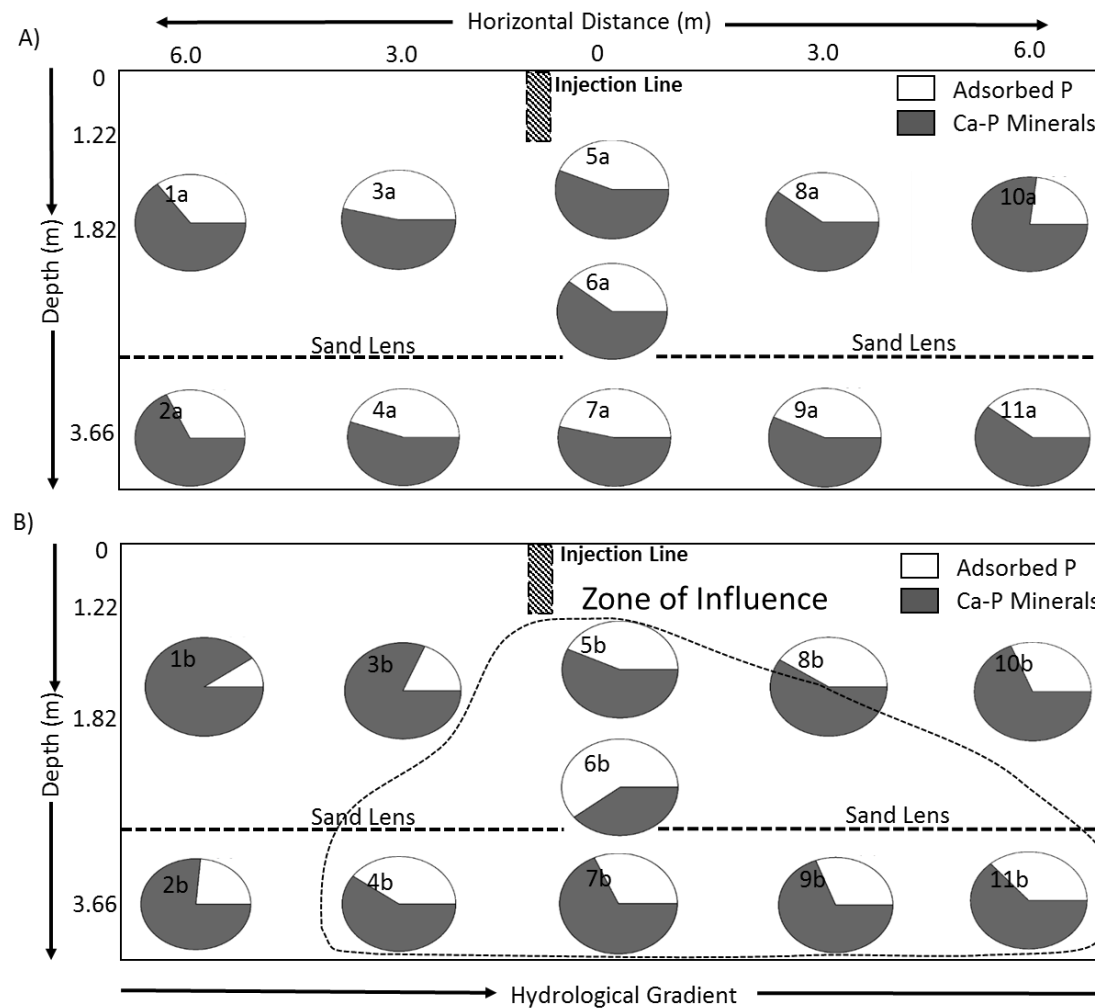 Horizontal Distance (m)
A)
6.0 3.0 0 3.0 6.0
0
Injection Line
Adsorbed P
Ca-P Minerals
1.22
5a
1a 3a 8a 10a
1.82
Depth (m)
6a
Sand Lens Sand Lens
2a 4a 7a 9a 11a
3.66
B)
0
Injection Line
Adsorbed P
Zone of Influence
Ca-P Minerals
1.22
5b
1b 3b 8b 10b
1.82
Depth (m)
6b
Sand Lens Sand Lens
2b 4b 7b 9b 11b
3.66
Hydrological Gradient